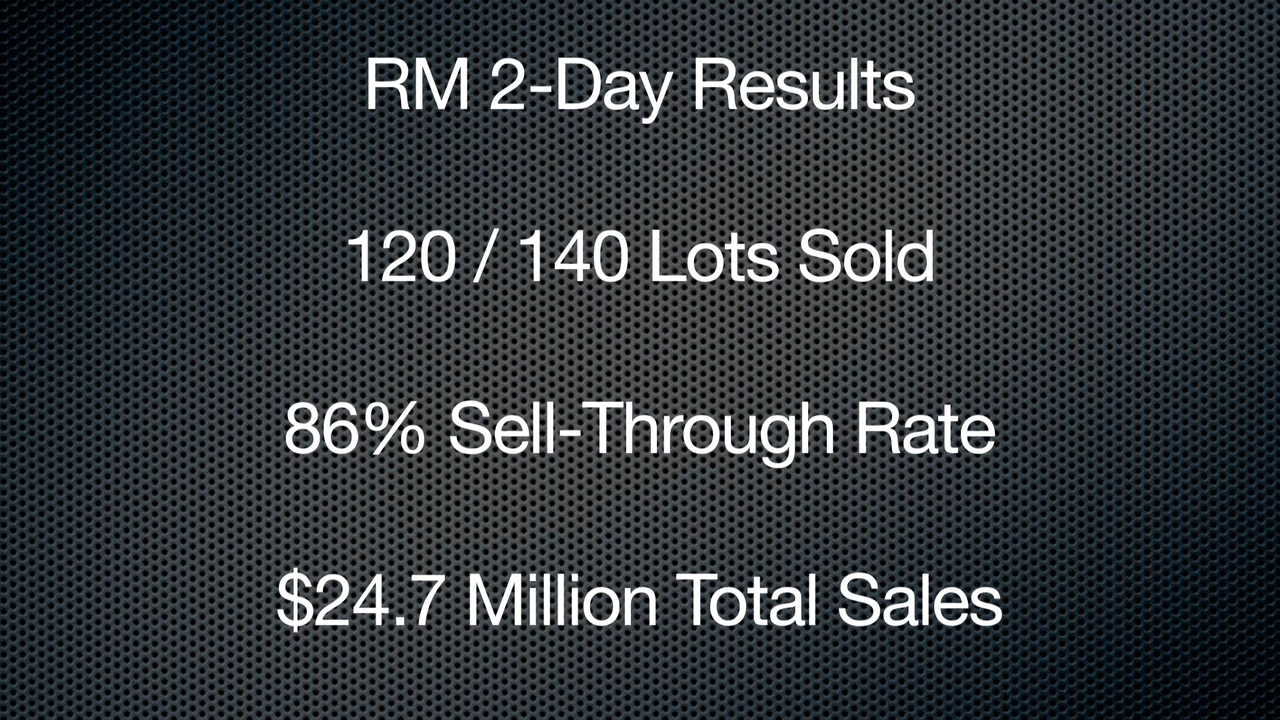 RM 2-Day Results
120 / 140 Lots Sold
86% Sell-Through Rate
$24.7 Million Total Sales